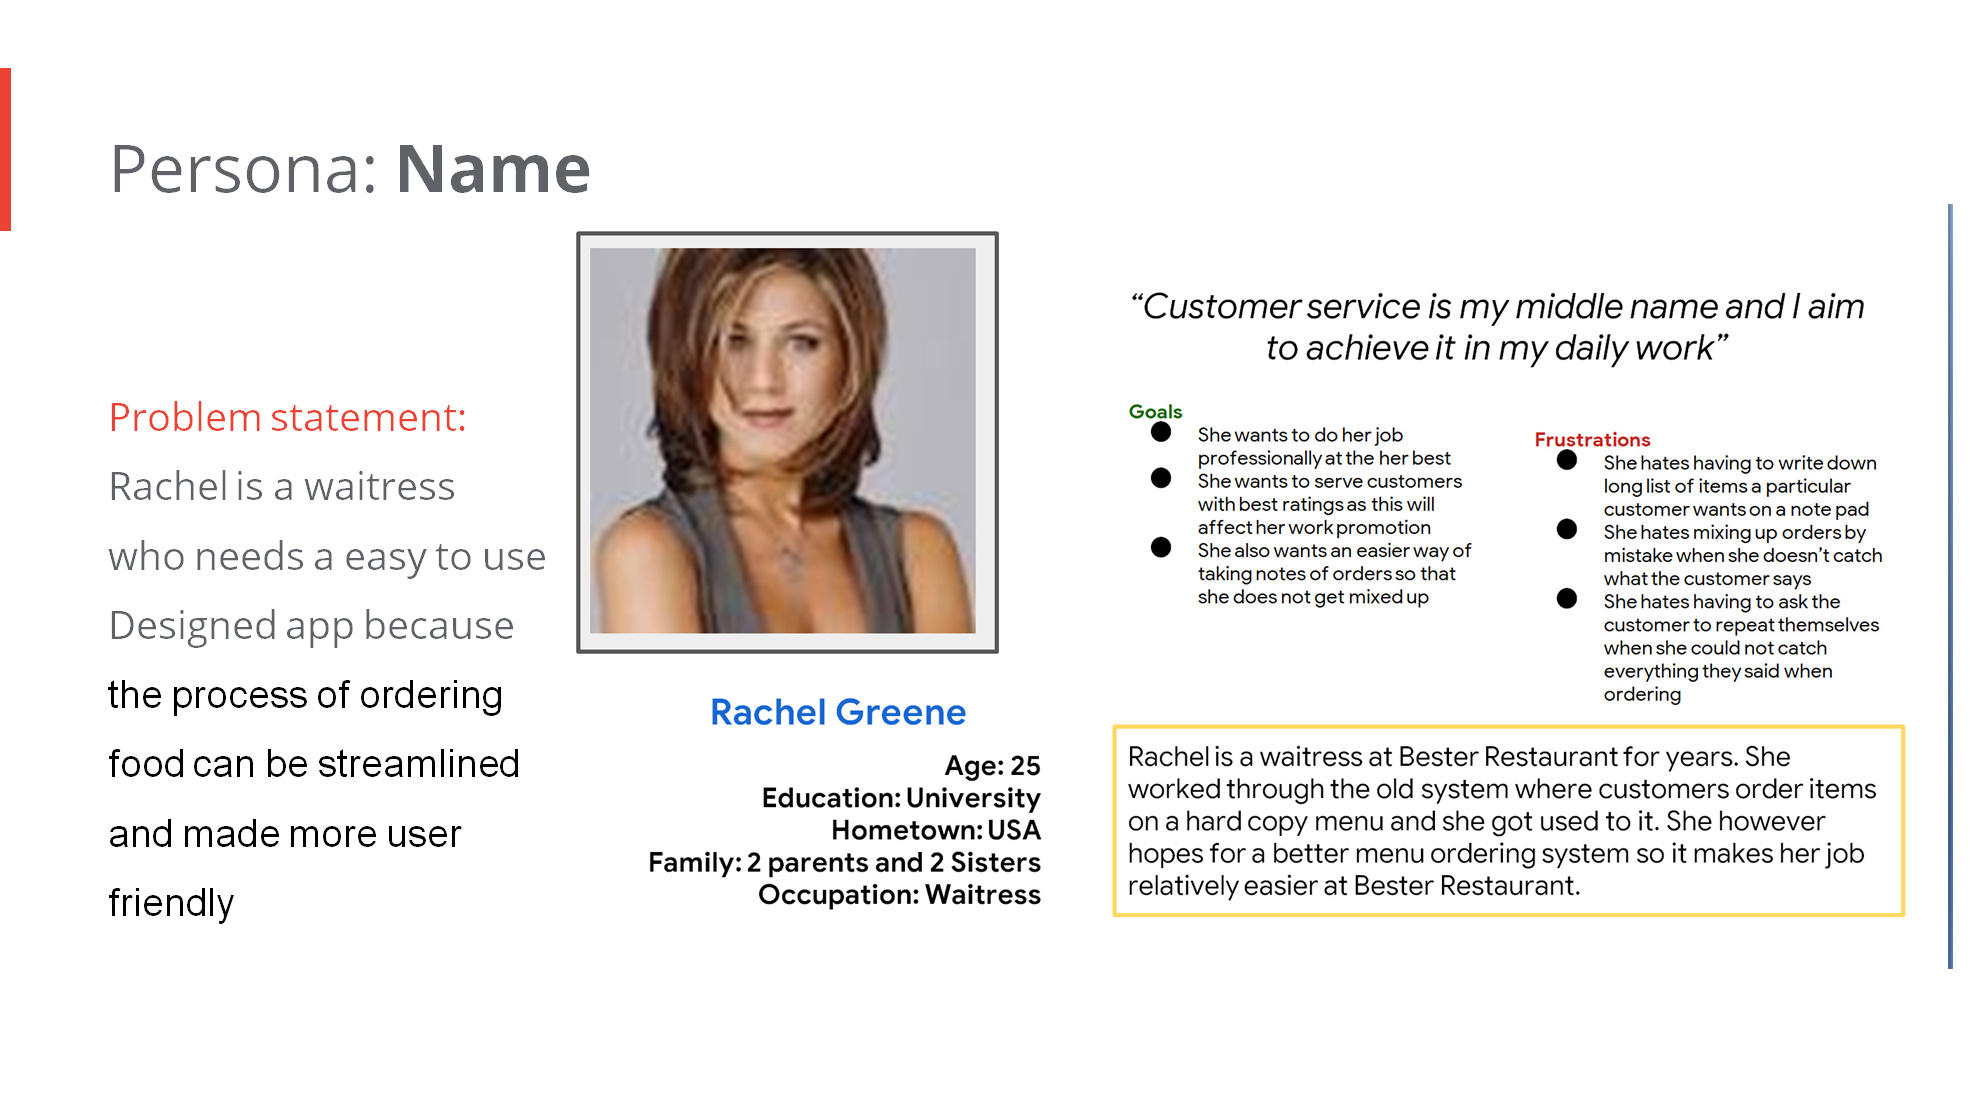 Persona: Name
Problem statement:
Rachel is a waitress
who needs a easy to use
Designed app because
the process of ordering
food can be streamlined
and made more user
friendly
Rachel Greene
Age: 25
Education: University
Hometown: USA
Family: 2 parents and 2 Sisters
Occupation: Waitress
“Customer service is my middle name and I aim
to achieve it in my daily work”
Goals
● She wants to do her job
professionally at the her best
● She wants to serve customers
with best ratings as this will
affect her work promotion
● She also wants an easier way of
taking notes of orders so that
she does not get mixed up
Frustrations
● She hates having to write down
long list of items a particular
customer wants on a note pad
● She hates mixing up orders by
mistake when she doesn’t catch
what the customer says
● She hates having to ask the
customer to repeat themselves
when she could not catch
everything they said when
ordering
Rachel is a waitress at Bester Restaurant for years. She
worked through the old system where customers order items
on a hard copy menu and she got used to it. She however
hopes for a better menu ordering system so it makes her job
relatively easier at Bester Restaurant.